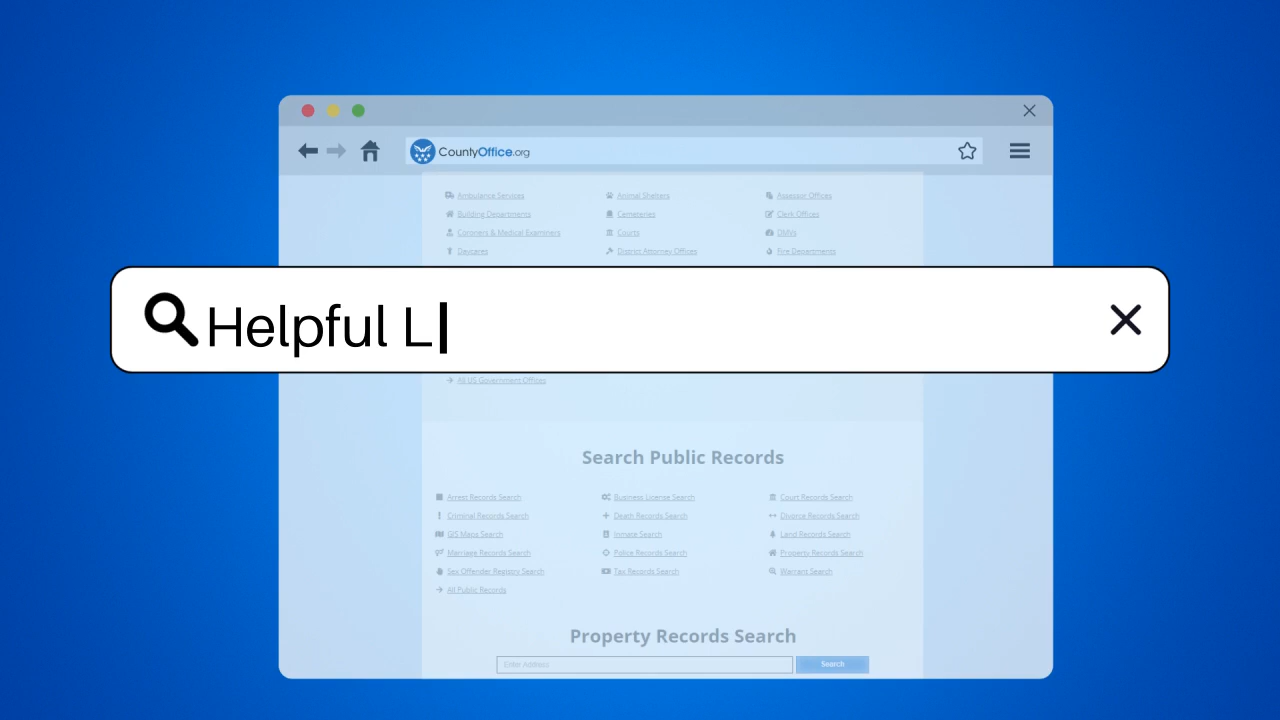 CountyOffice.org
Ambulance Services Animal Shelters Assessor Offices
Building Departments Cemeteries Clerk Offices
Coroners & Medical Examiners Courts DMVs
Daycares District Attorney Offices Fire Departments
Helpful L
All US Government Offices
Search Public Records
Arrest Records Search Business License Search Court Records Search
Criminal Records Search Death Records Search Divorce Records Search
GIS Maps Search Inmate Search Land Records Search
Marriage Records Search Police Records Search Property Records Search
Sex Offender Registry Search Tax Records Search Warrant Search
All Public Records
Property Records Search
Enter Address Search